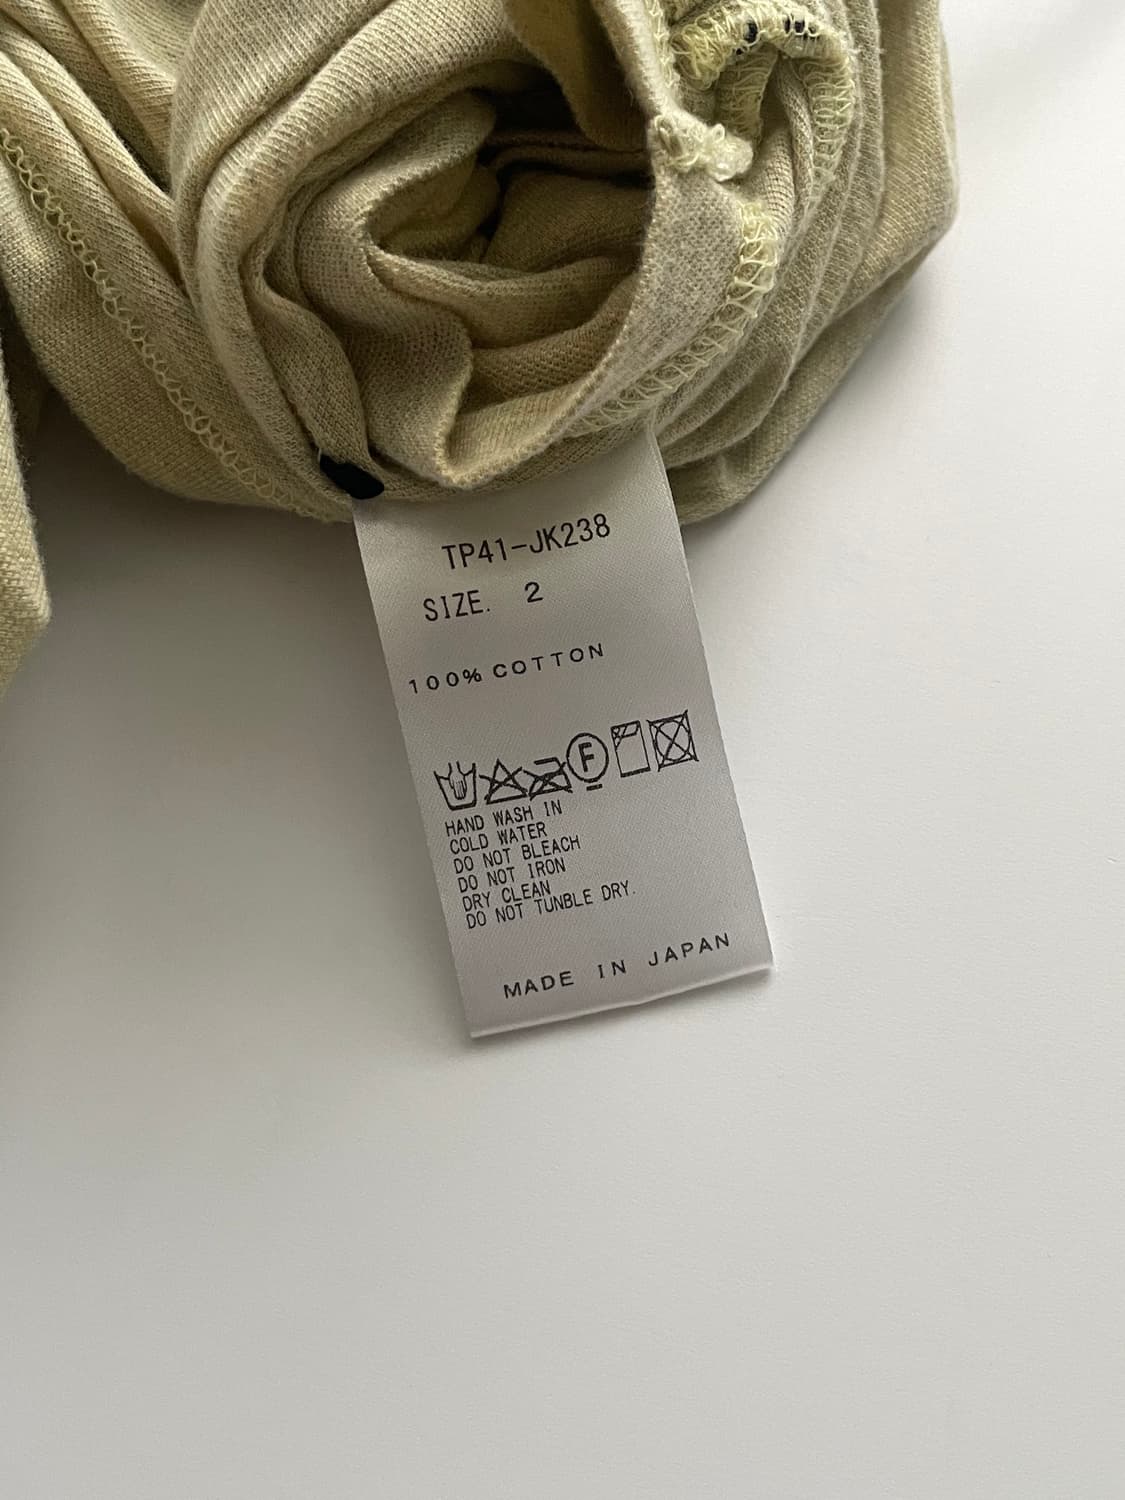 TP41-JK238
SIZE. 2
100% COTTON
F
HAND WASH IN
COLD WATER
DO NOT BLEACH
DO NOT IRON
DRY CLEAN
DO NOT TUNBLE DRY.
MADE IN JAPAN